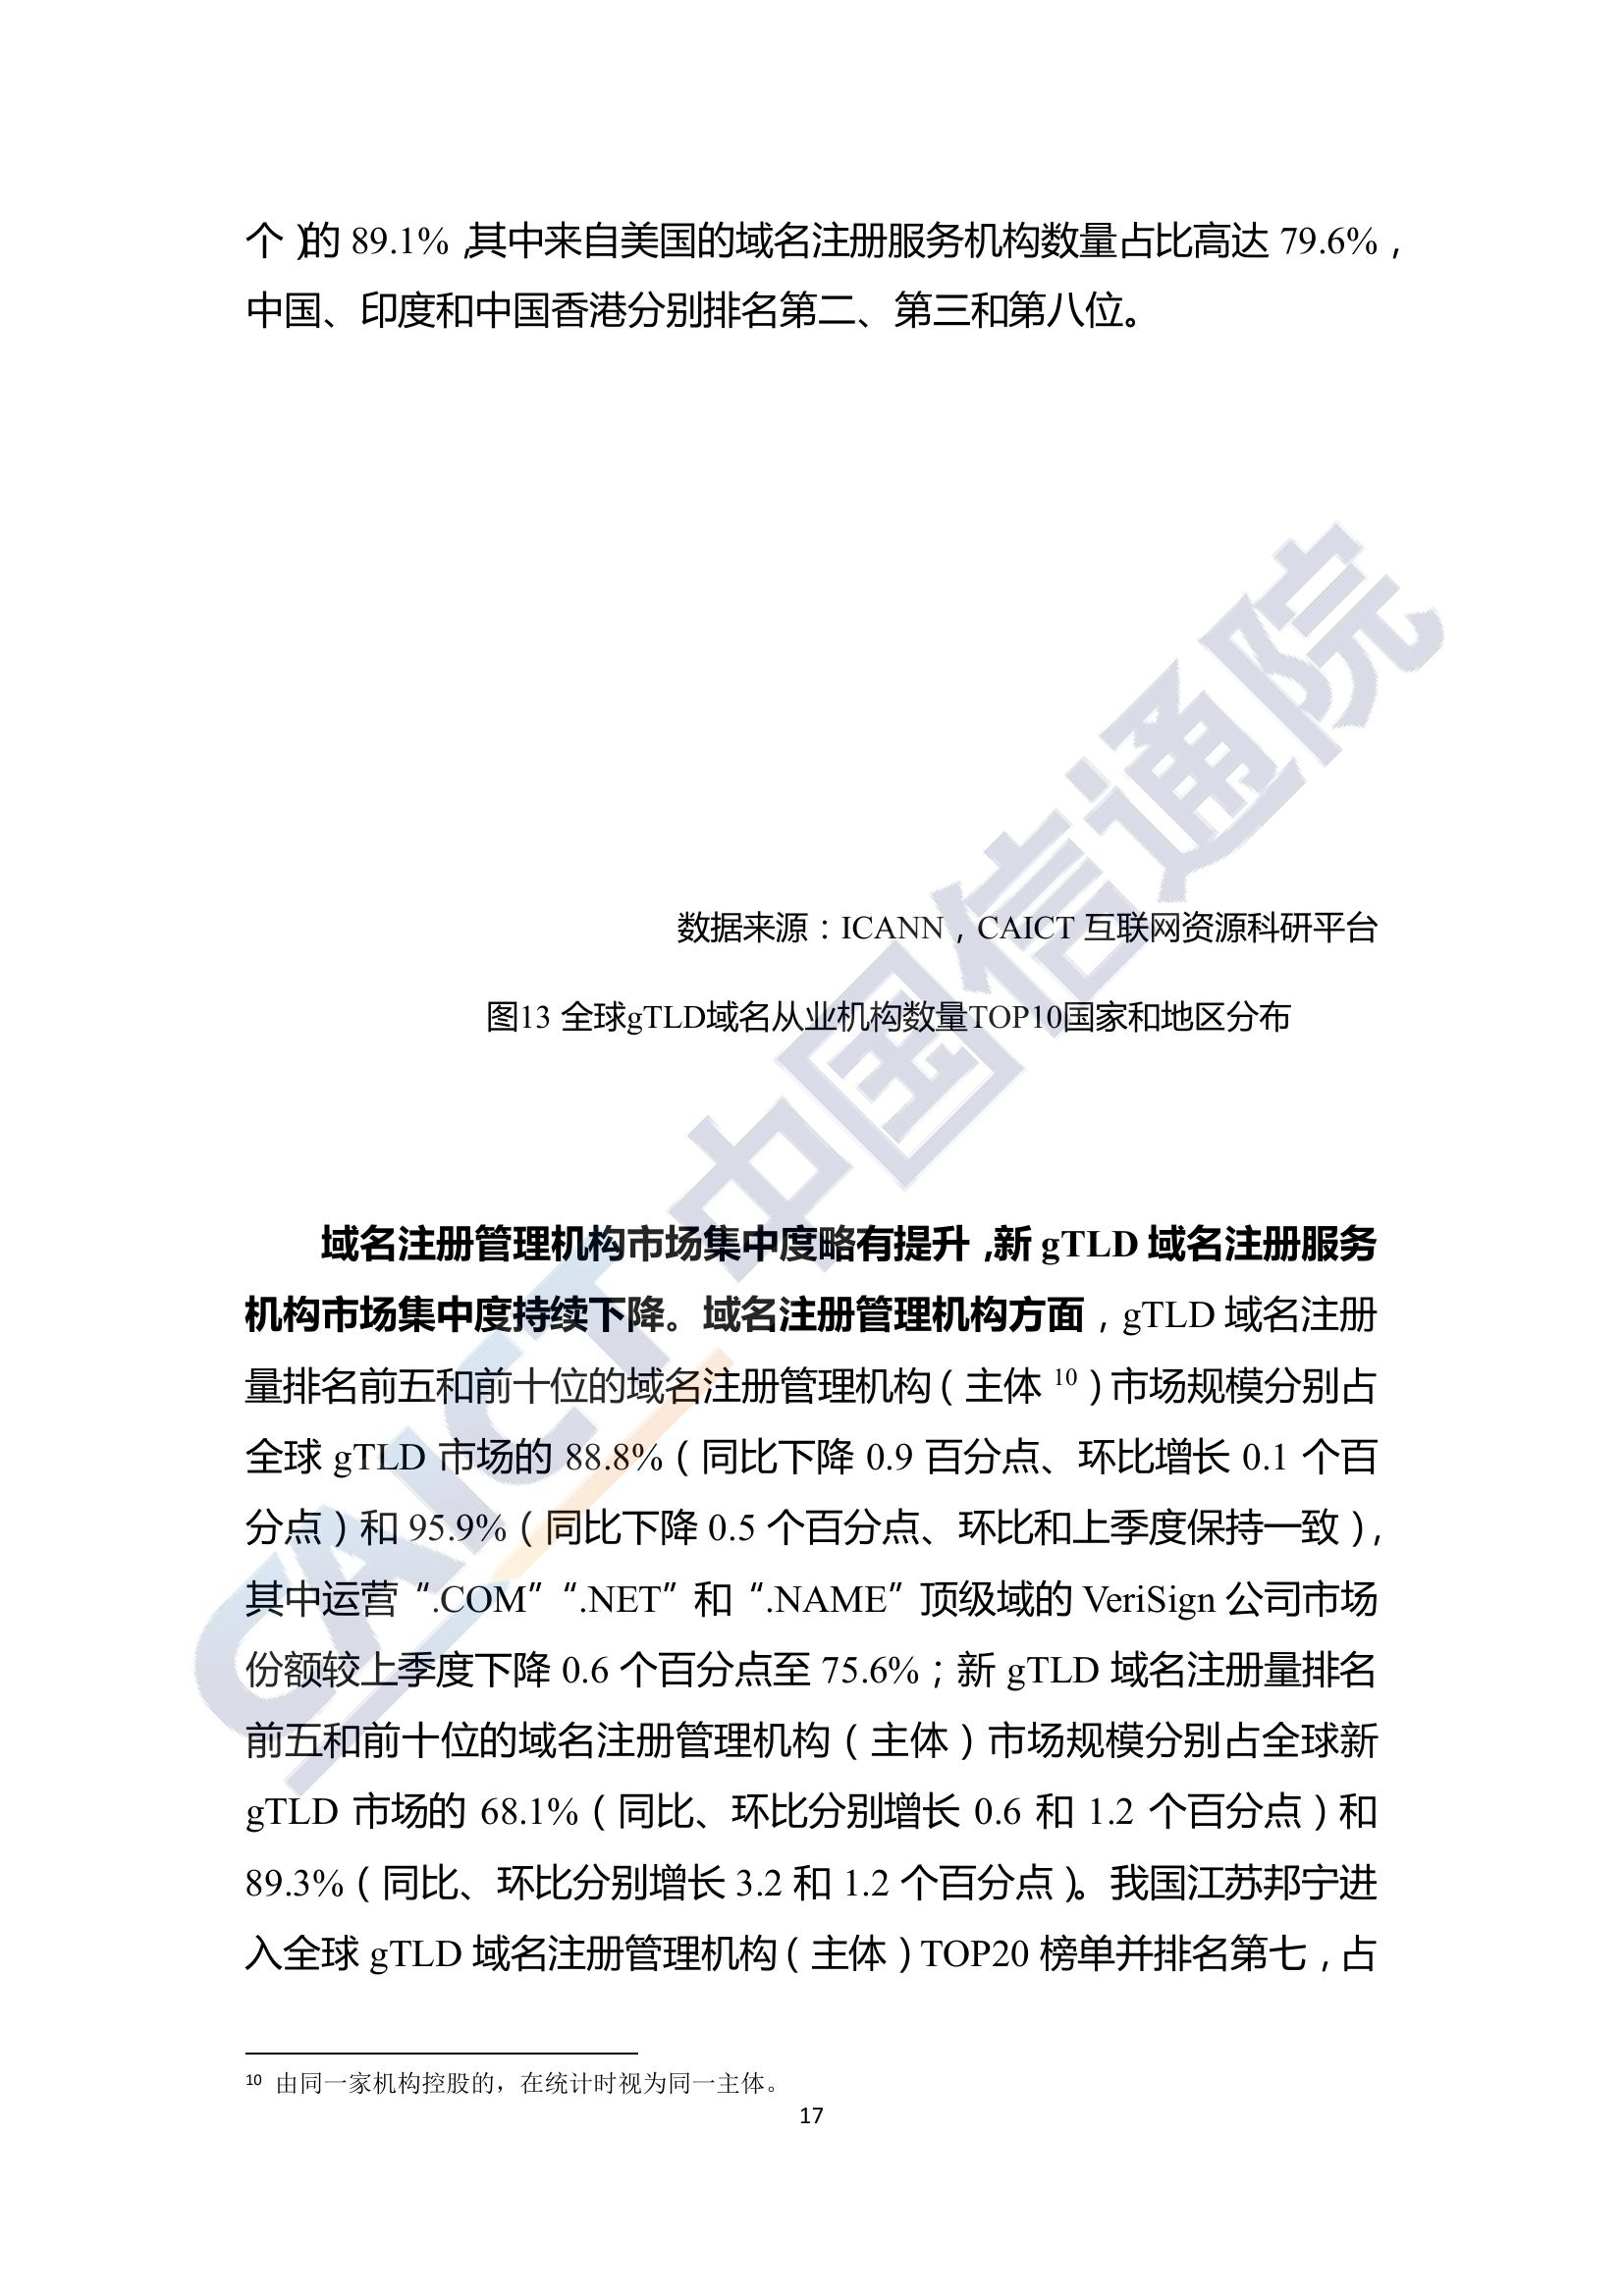 个）的 89.1%，其中来自美国的域名注册服务机构数量占比高达 79.6%，
中国、印度和中国香港分别排名第二、第三和第八位。
数据来源：ICANN，CAICT 互联网资源科研平台
图13 全球gTLD域名从业机构数量TOP10国家和地区分布
域名注册管理机构市场集中度略有提升，新 gTLD 域名注册服务
机构市场集中度持续下降。域名注册管理机构方面，gTLD 域名注册
量排名前五和前十位的域名注册管理机构（主体 10）市场规模分别占
全球 gTLD 市场的 88.8%（同比下降 0.9 百分点、环比增长 0.1 个百
分点）和 95.9%（同比下降 0.5 个百分点、环比和上季度保持一致），
其中运营“.COM”“.NET”和“.NAME”顶级域的 VeriSign 公司市场
份额较上季度下降 0.6 个百分点至 75.6%；新 gTLD 域名注册量排名
前五和前十位的域名注册管理机构（主体）市场规模分别占全球新
gTLD 市场的 68.1%（同比、环比分别增长 0.6 和 1.2 个百分点）和
89.3%（同比、环比分别增长 3.2 和 1.2 个百分点）。我国江苏邦宁进
入全球 gTLD 域名注册管理机构（主体）TOP20 榜单并排名第七，占
10 由同一家机构控股的，在统计时视为同一主体。
17
CAICT 中国信通院